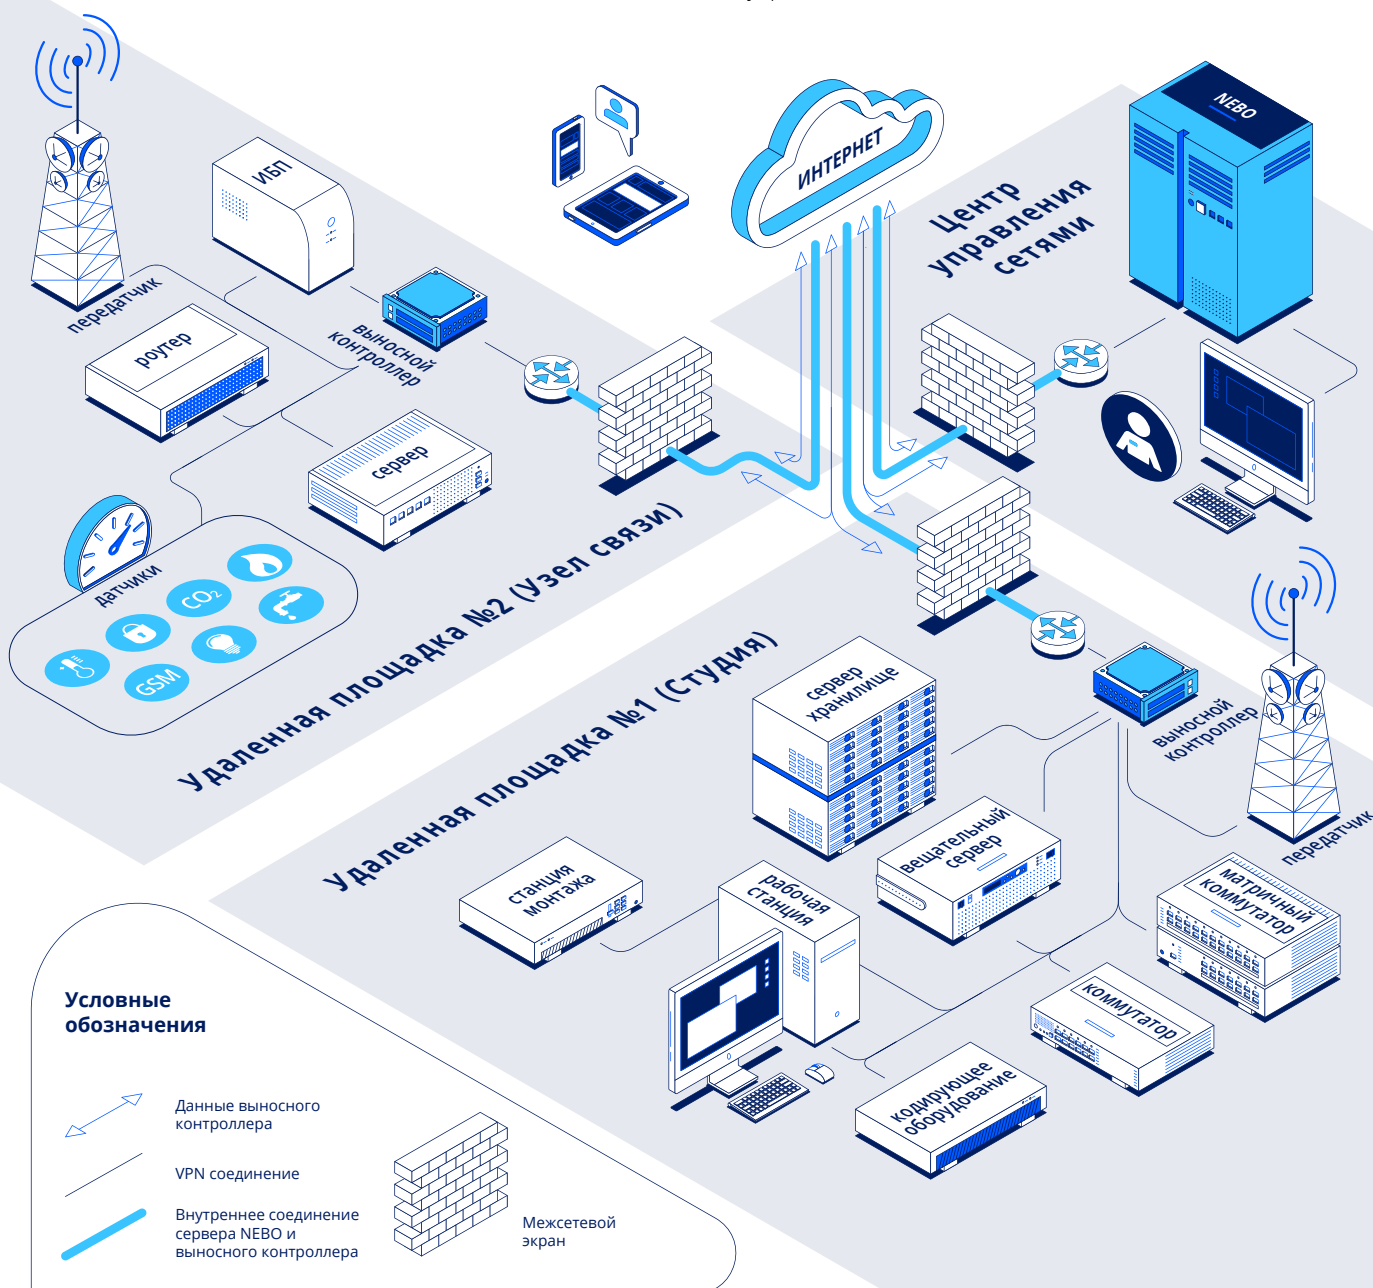 ИБП
передатчик
роутер
выносной
контроллер
сервер
датчики
CO₂
GSM
ИНТЕРНЕТ
NEBO
Центр
управления
сетями
Удаленная площадка №2 (Узел связи)
Удаленная площадка №1 (Студия)
сервер
хранилище
выносной
контроллер
передатчик
вещательный
сервер
станция
монтажа
рабочая
станция
матричный
коммутатор
коммутатор
кодирующее
оборудование
Условные
обозначения
Данные выносного
контроллера
VPN соединение
Внутреннее соединение
сервера NEBO и
выносного контроллера
Межсетевой
экран